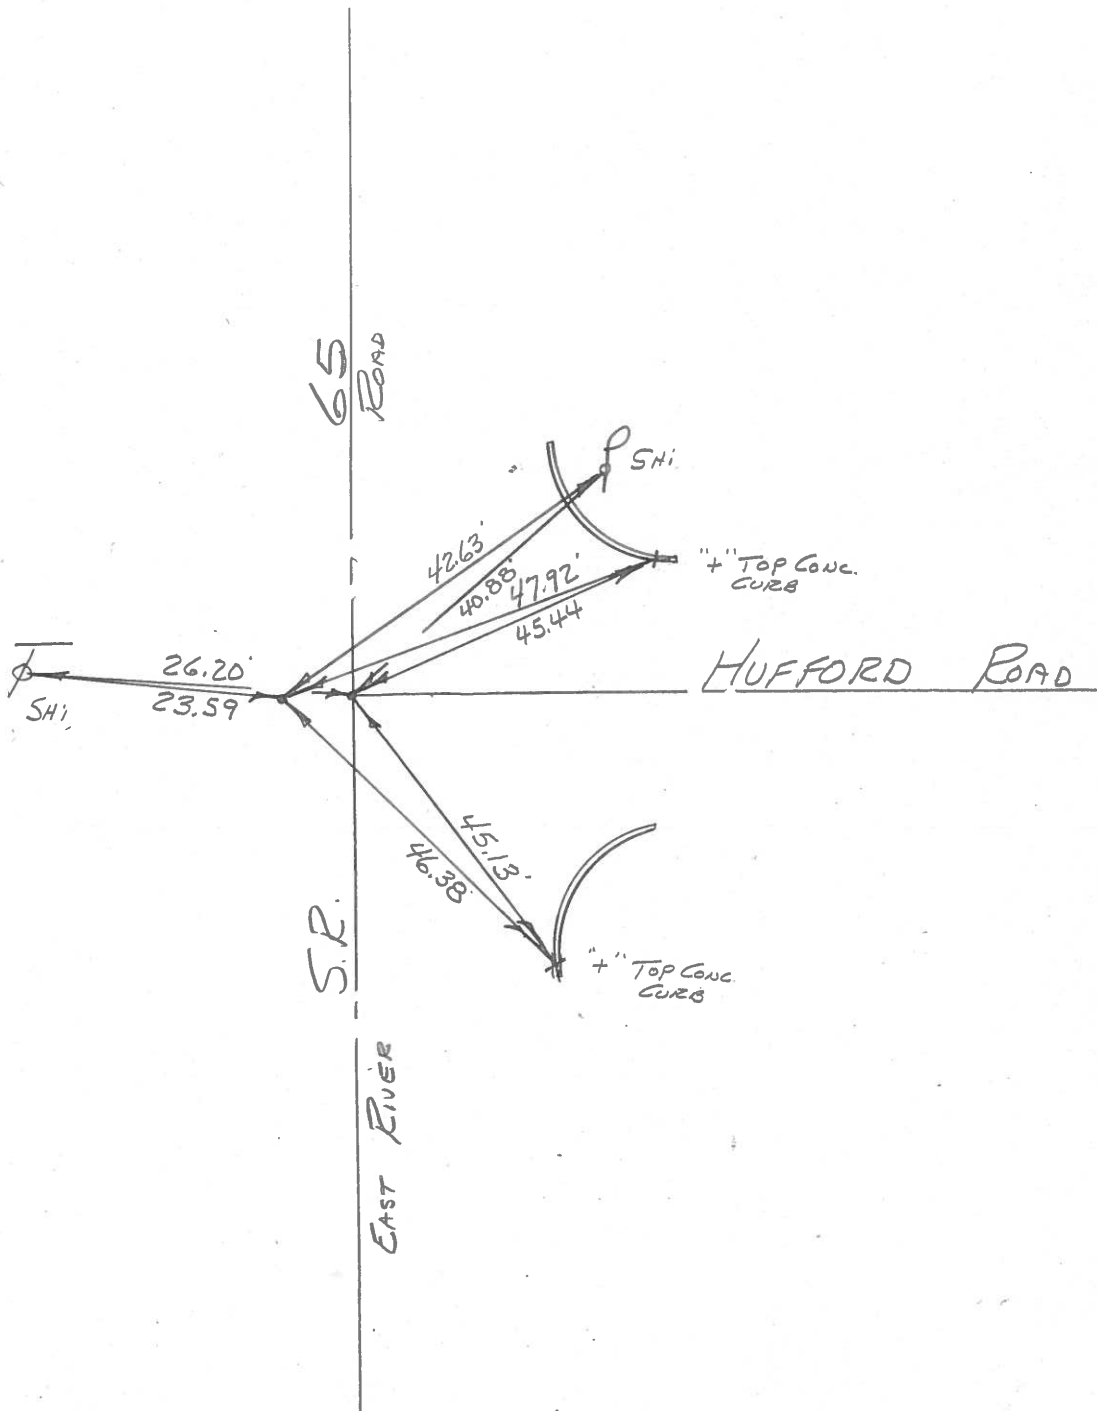 65
ROAD
SHi
42.63'
40.88'
47.92'
45.44
"+" TOP CONC.
CURB
26.20'
23.59
SHi
HUFFORD ROAD
45.13'
46.38'
S.R.
"+" TOP CONC.
CURB
EAST RIVER